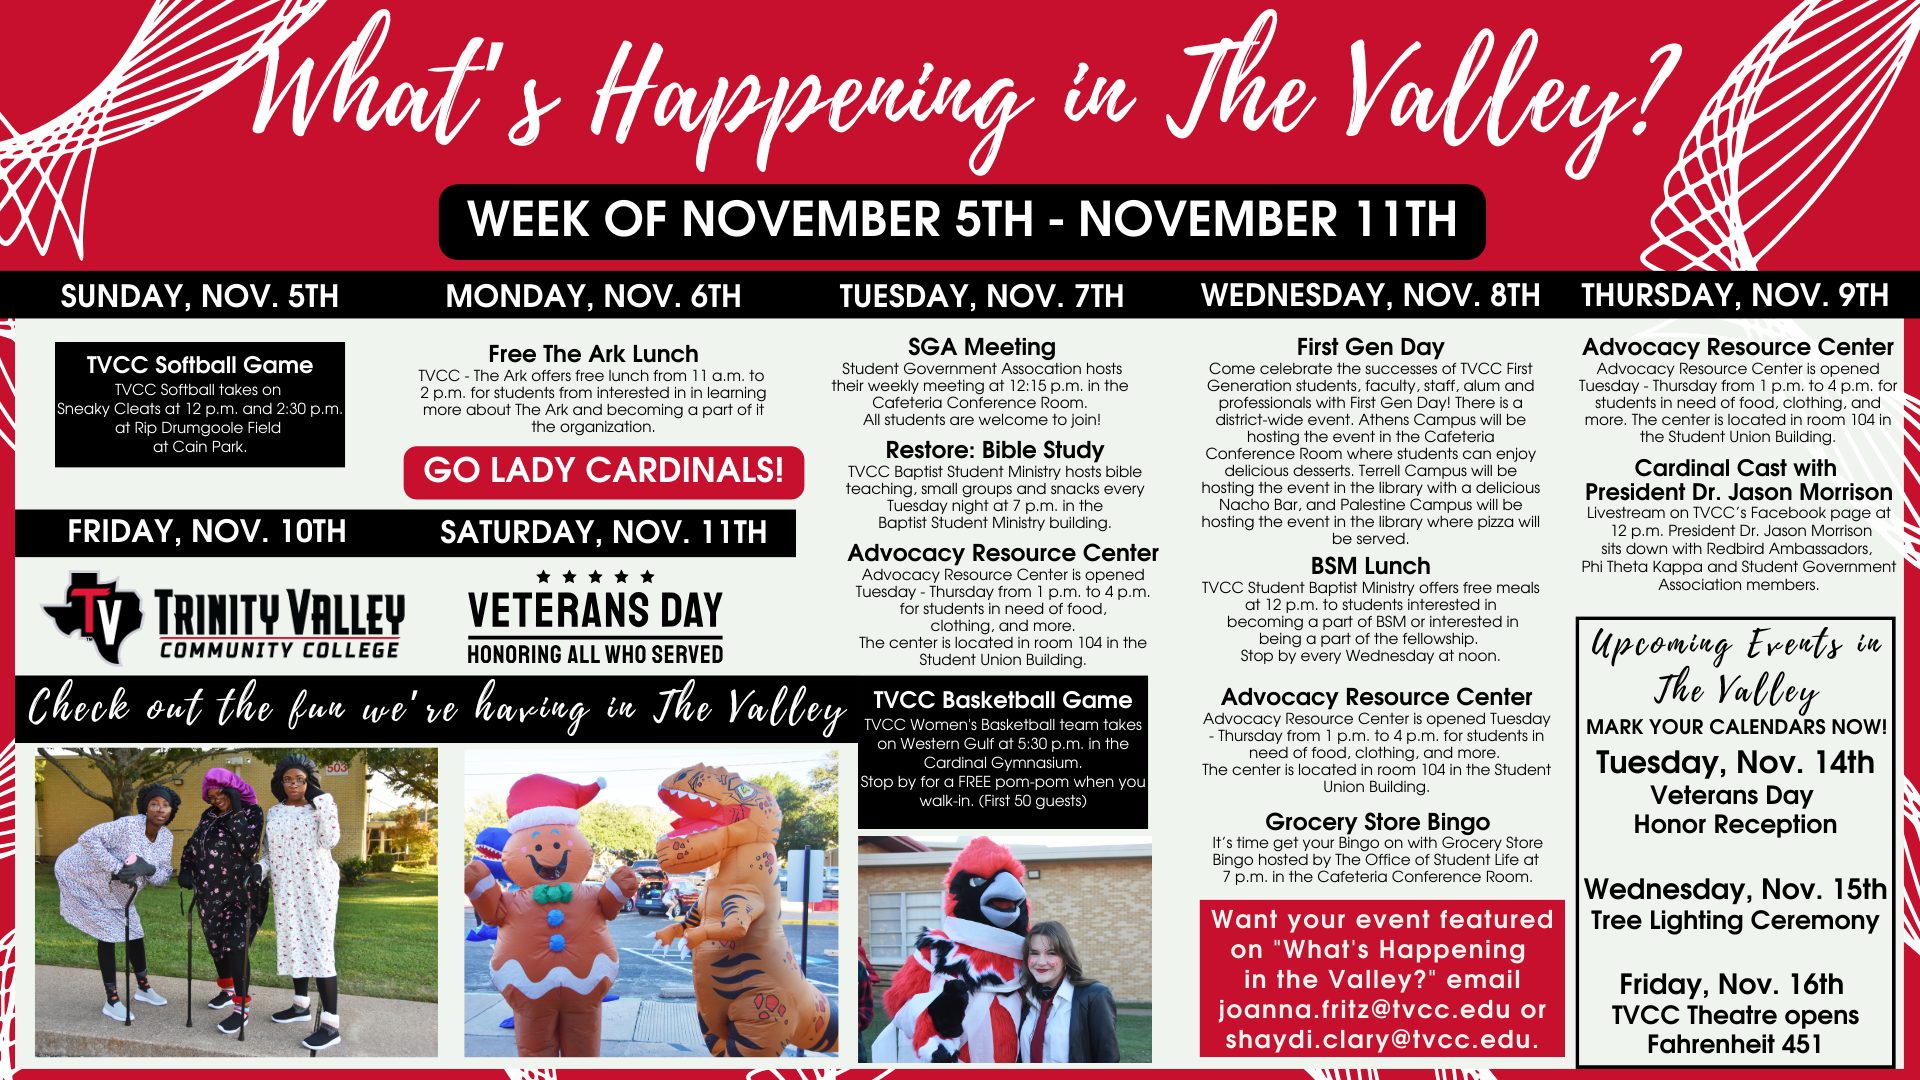 What's Happening in The Valley?
WEEK OF NOVEMBER 5TH - NOVEMBER 11TH
SUNDAY, NOV. 5TH
TVCC Softball Game
TVCC Softball takes on
Sneaky Cleats at 12 p.m. and 2:30 p.m.
at Rip Drumgoole Field
at Cain Park.
MONDAY, NOV. 6TH
Free The Ark Lunch
TVCC - The Ark offers free lunch from 11 a.m. to
2 p.m. for students from interested in in learning
more about The Ark and becoming a part of it
the organization.
GO LADY CARDINALS!
TUESDAY, NOV. 7TH
SGA Meeting
Student Government Assocation hosts
their weekly meeting at 12:15 p.m. in the
Cafeteria Conference Room.
All students are welcome to join!
Restore: Bible Study
TVCC Baptist Student Ministry hosts bible
teaching, small groups and snacks every
Tuesday night at 7 p.m. in the
Baptist Student Ministry building.
Advocacy Resource Center
Advocacy Resource Center is opened
Tuesday - Thursday from 1 p.m. to 4 p.m.
for students in need of food,
clothing, and more.
The center is located in room 104 in the
Student Union Building.
TVCC Basketball Game
TVCC Women's Basketball team takes
on Western Gulf at 5:30 p.m. in the
Cardinal Gymnasium.
Stop by for a FREE pom-pom when you
walk-in. (First 50 guests)
WEDNESDAY, NOV. 8TH
First Gen Day
Come celebrate the successes of TVCC First
Generation students, faculty, staff, alum and
professionals with First Gen Day! There is a
district-wide event. Athens Campus will be
hosting the event in the Cafeteria
Conference Room where students can enjoy
delicious desserts. Terrell Campus will be
hosting the event in the library with a delicious
Nacho Bar, and Palestine Campus will be
hosting the event in the library where pizza will
be served.
BSM Lunch
TVCC Student Baptist Ministry offers free meals
at 12 p.m. to students interested in
becoming a part of BSM or interested in
being a part of the fellowship.
Stop by every Wednesday at noon.
Advocacy Resource Center
Advocacy Resource Center is opened Tuesday
- Thursday from 1 p.m. to 4 p.m. for students in
need of food, clothing, and more.
The center is located in room 104 in the Student
Union Building.
Grocery Store Bingo
It's time get your Bingo on with Grocery Store
Bingo hosted by The Office of Student Life at
7 p.m. in the Cafeteria Conference Room.
Want your event featured
on "What's Happening
in the Valley?" email
joanna.fritz@tvcc.edu or
shaydi.clary@tvcc.edu.
THURSDAY, NOV. 9TH
Advocacy Resource Center
Advocacy Resource Center is opened
Tuesday - Thursday from 1 p.m. to 4 p.m. for
students in need of food, clothing, and
more. The center is located in room 104 in
the Student Union Building.
Cardinal Cast with
President Dr. Jason Morrison
Livestream on TVCC's Facebook page at
12 p.m. President Dr. Jason Morrison
sits down with Redbird Ambassadors,
Phi Theta Kappa and Student Government
Association members.
Upcoming Events in
The Valley
MARK YOUR CALENDARS NOW!
Tuesday, Nov. 14th
Veterans Day
Honor Reception
Wednesday, Nov. 15th
Tree Lighting Ceremony
Friday, Nov. 16th
TVCC Theatre opens
Fahrenheit 451
FRIDAY, NOV. 10TH
TV
TM
TRINITY VALLEY
COMMUNITY COLLEGE
SATURDAY, NOV. 11TH
VETERANS DAY
HONORING ALL WHO SERVED
Check out the fun we're having in The Valley
503